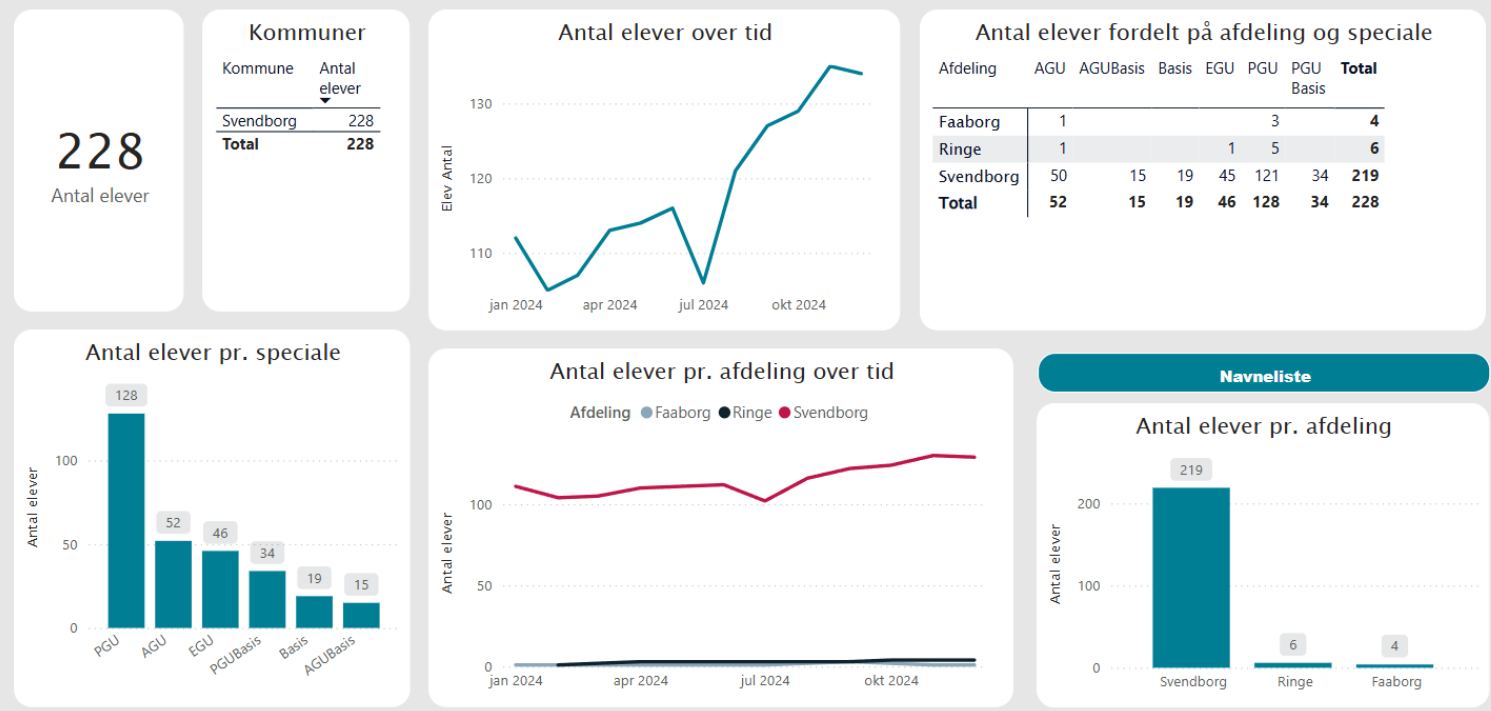 228
Antal elever
Kommuner
Kommune Antal elever
Svendborg 228
Total 228
Antal elever over tid
Elev Antal
130
120
110
jan 2024 apr 2024 jul 2024 okt 2024
Antal elever fordelt på afdeling og speciale
Afdeling AGU AGUBasis Basis EGU PGU PGU Basis Total
Faaborg 1 3 4
Ringe 1 1 5 6
Svendborg 50 15 19 45 121 34 219
Total 52 15 19 46 128 34 228
Antal elever pr. speciale
Antal elever
100
50
0
128
52
46
34
19
15
PGU AGU EGU PGUBasis Basis AGUBasis
Antal elever pr. afdeling over tid
Afdeling Faaborg Ringe Svendborg
Antal elever
100
50
0
jan 2024 apr 2024 jul 2024 okt 2024
Navneliste
Antal elever pr. afdeling
Antal elever
200
100
0
219
6
4
Svendborg Ringe Faaborg